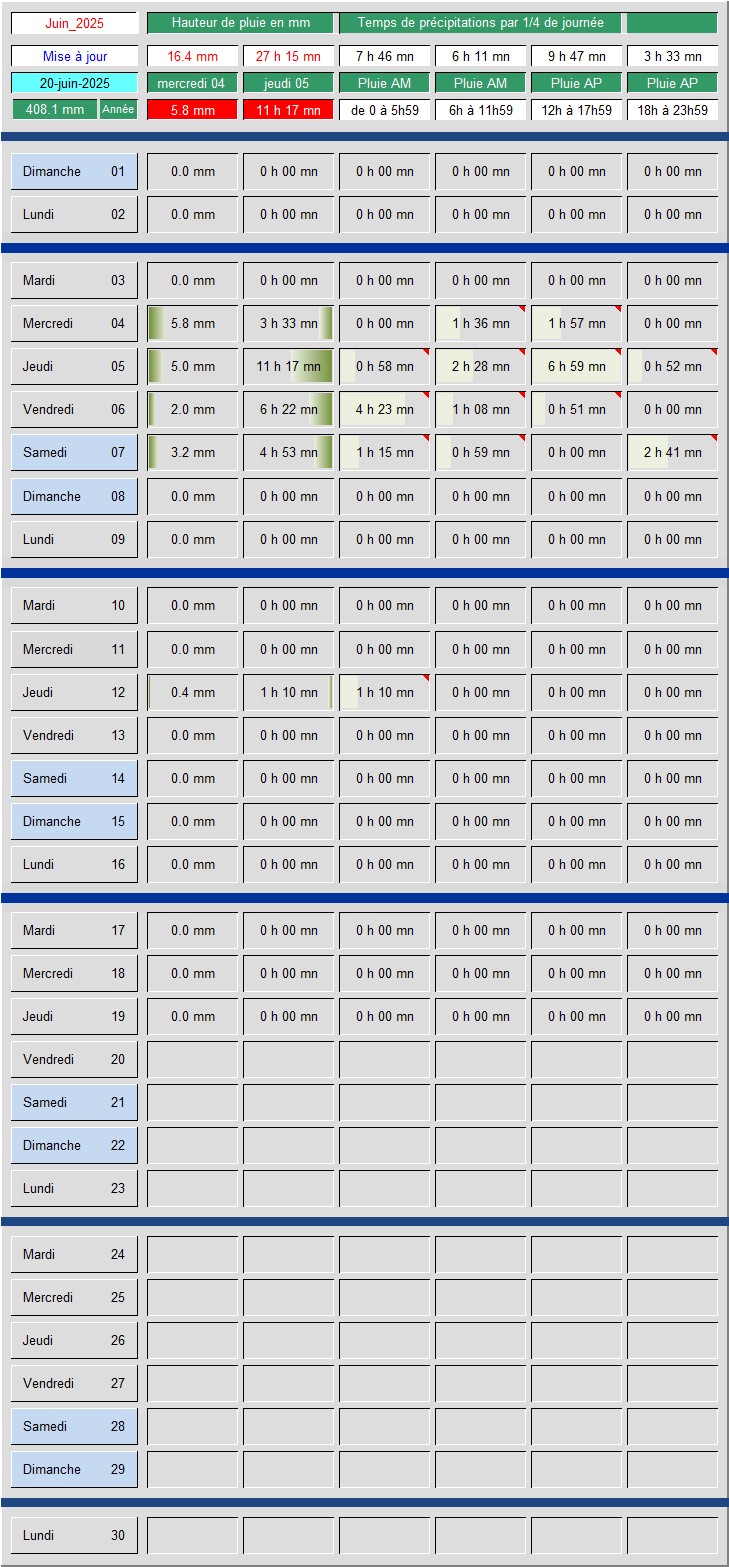 Juin_2025 Hauteur de pluie en mm Temps de précipitations par 1/4 de journée
Mise à jour 16.4 mm 27 h 15 mn 7 h 46 mn 6 h 11 mn 9 h 47 mn 3 h 33 mn
20-juin-2025 mercredi 04 jeudi 05 Pluie AM Pluie AM Pluie AP Pluie AP
408.1 mm Année 5.8 mm 11 h 17 mn de 0 à 5h59 6h à 11h59 12h à 17h59 18h à 23h59
Dimanche 01 0.0 mm 0 h 00 mn 0 h 00 mn 0 h 00 mn 0 h 00 mn 0 h 00 mn
Lundi 02 0.0 mm 0 h 00 mn 0 h 00 mn 0 h 00 mn 0 h 00 mn 0 h 00 mn
Mardi 03 0.0 mm 0 h 00 mn 0 h 00 mn 0 h 00 mn 0 h 00 mn 0 h 00 mn
Mercredi 04 5.8 mm 3 h 33 mn 0 h 00 mn 1 h 36 mn 1 h 57 mn 0 h 00 mn
Jeudi 05 5.0 mm 11 h 17 mn 0 h 58 mn 2 h 28 mn 6 h 59 mn 0 h 52 mn
Vendredi 06 2.0 mm 6 h 22 mn 4 h 23 mn 1 h 08 mn 0 h 51 mn 0 h 00 mn
Samedi 07 3.2 mm 4 h 53 mn 1 h 15 mn 0 h 59 mn 0 h 00 mn 2 h 41 mn
Dimanche 08 0.0 mm 0 h 00 mn 0 h 00 mn 0 h 00 mn 0 h 00 mn 0 h 00 mn
Lundi 09 0.0 mm 0 h 00 mn 0 h 00 mn 0 h 00 mn 0 h 00 mn 0 h 00 mn
Mardi 10 0.0 mm 0 h 00 mn 0 h 00 mn 0 h 00 mn 0 h 00 mn 0 h 00 mn
Mercredi 11 0.0 mm 0 h 00 mn 0 h 00 mn 0 h 00 mn 0 h 00 mn 0 h 00 mn
Jeudi 12 0.4 mm 1 h 10 mn 1 h 10 mn 0 h 00 mn 0 h 00 mn 0 h 00 mn
Vendredi 13 0.0 mm 0 h 00 mn 0 h 00 mn 0 h 00 mn 0 h 00 mn 0 h 00 mn
Samedi 14 0.0 mm 0 h 00 mn 0 h 00 mn 0 h 00 mn 0 h 00 mn 0 h 00 mn
Dimanche 15 0.0 mm 0 h 00 mn 0 h 00 mn 0 h 00 mn 0 h 00 mn 0 h 00 mn
Lundi 16 0.0 mm 0 h 00 mn 0 h 00 mn 0 h 00 mn 0 h 00 mn 0 h 00 mn
Mardi 17 0.0 mm 0 h 00 mn 0 h 00 mn 0 h 00 mn 0 h 00 mn 0 h 00 mn
Mercredi 18 0.0 mm 0 h 00 mn 0 h 00 mn 0 h 00 mn 0 h 00 mn 0 h 00 mn
Jeudi 19 0.0 mm 0 h 00 mn 0 h 00 mn 0 h 00 mn 0 h 00 mn 0 h 00 mn
Vendredi 20
Samedi 21
Dimanche 22
Lundi 23
Mardi 24
Mercredi 25
Jeudi 26
Vendredi 27
Samedi 28
Dimanche 29
Lundi 30